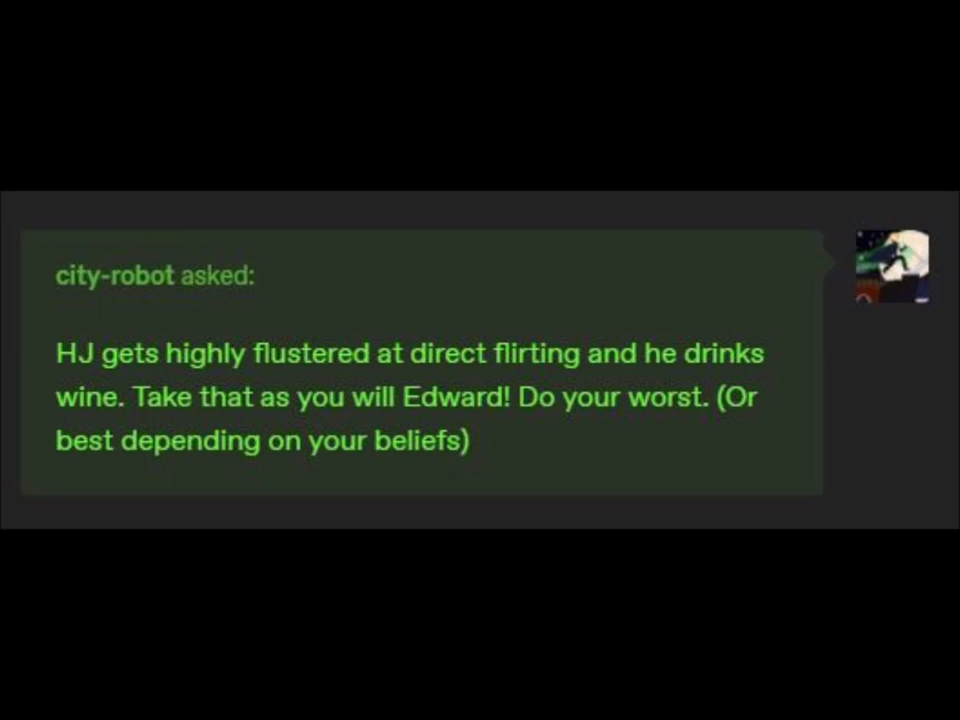 city-robot asked:
HJ gets highly flustered at direct flirting and he drinks
wine. Take that as you will Edward! Do your worst. (Or
best depending on your beliefs)